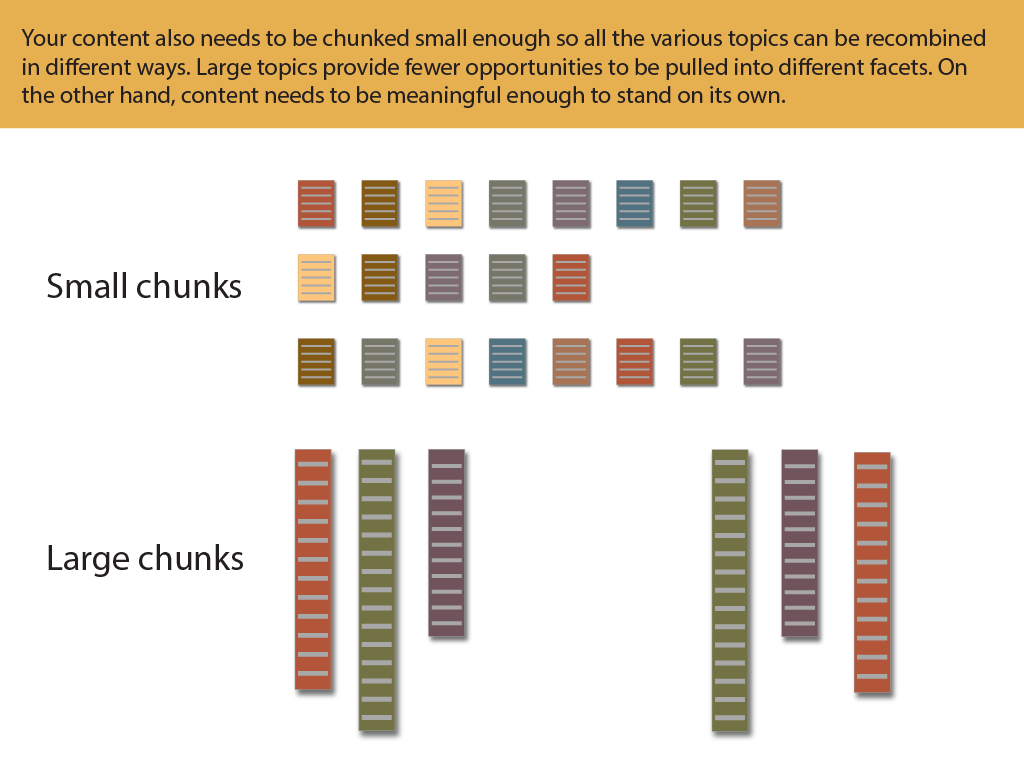 Your content also needs to be chunked small enough so all the various topics can be recombined
in different ways. Large topics provide fewer opportunities to be pulled into different facets. On
the other hand, content needs to be meaningful enough to stand on its own.
Small chunks
Large chunks